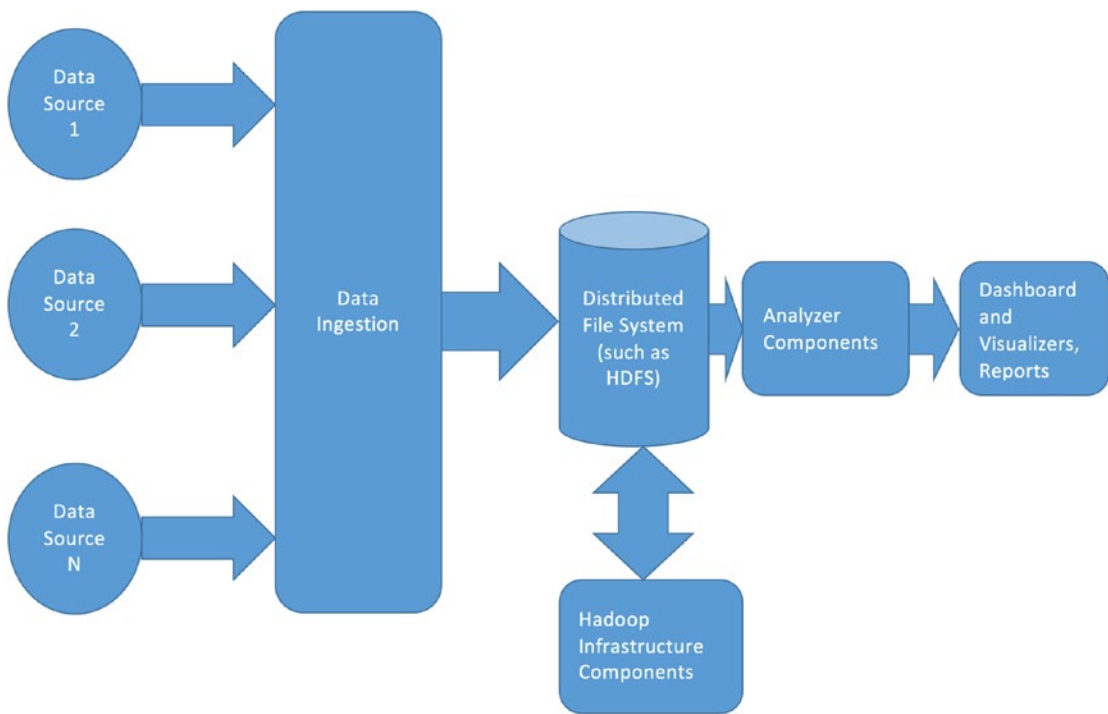 Data
Source
1
Data
Source
2
Data
Source
N
Data
Ingestion
Distributed
File System
(such as
HDFS)
Analyzer
Components
Dashboard
and
Visualizers,
Reports
Hadoop
Infrastructure
Components